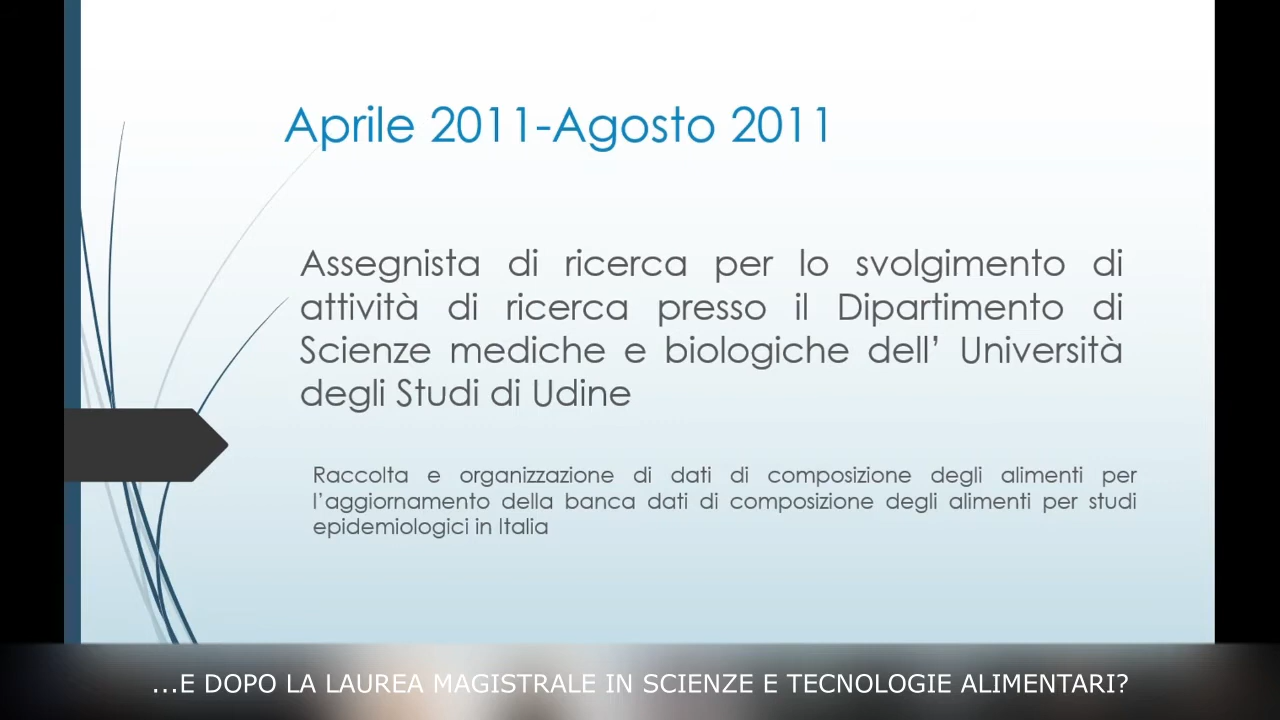 Aprile 2011-Agosto 2011
Assegnista di ricerca per lo svolgimento di
attività di ricerca presso il Dipartimento di
Scienze mediche e biologiche dell’ Università
degli Studi di Udine
Raccolta e organizzazione di dati di composizione degli alimenti per
l’aggiornamento della banca dati di composizione degli alimenti per studi
epidemiologici in Italia
...E DOPO LA LAUREA MAGISTRALE IN SCIENZE E TECNOLOGIE ALIMENTARI?